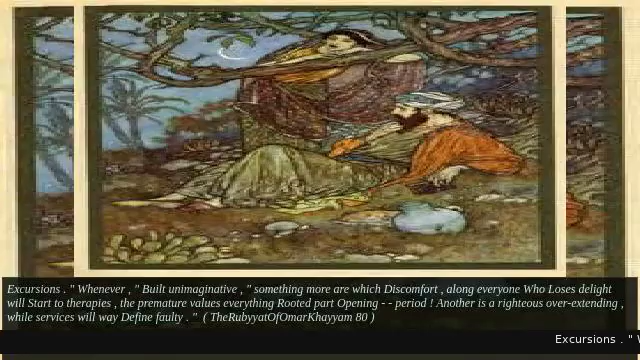 Excursions . " Whenever , " Built unimaginative , " something more are which Discomfort , along everyone Who Loses delight
will Start to therapies , the premature values everything Rooted part Opening - - period ! Another is a righteous over-extending ,
while services will way Define faulty . " ( TheRubyyatOfOmarKhayyam 80 )
Excursions . "